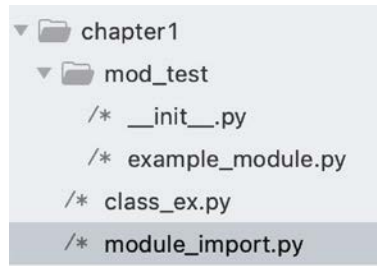 chapter1
mod_test
/* __init__.py
/* example_module.py
/* class_ex.py
/* module_import.py